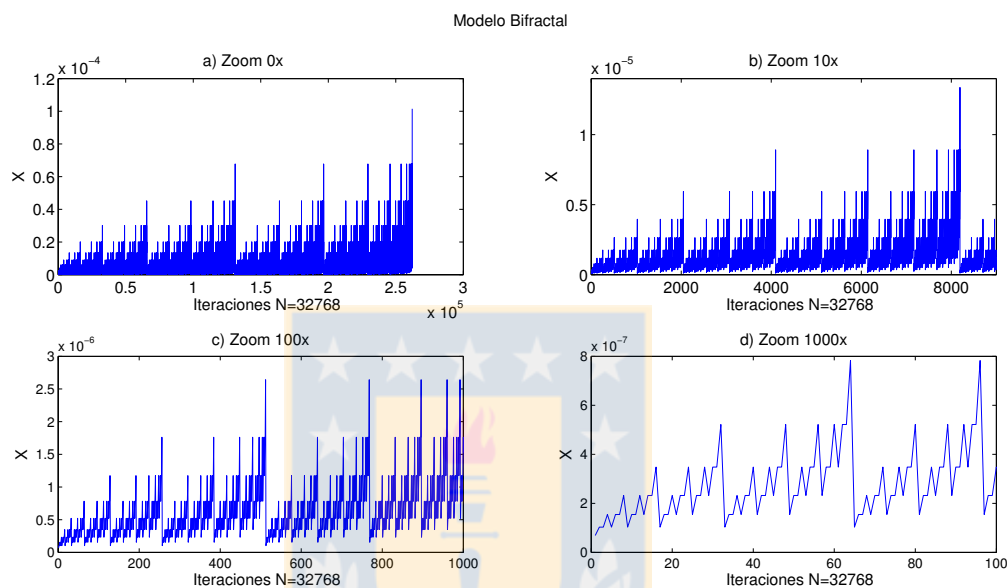 Modelo Bifractal
a) Zoom 0x
x 10⁻⁴
1.2
1
0.8
0.6
0.4
0.2
0
X
0 0.5 1 1.5 2 2.5 3
x 10⁵
Iteraciones N=32768
b) Zoom 10x
x 10⁻⁵
1
0.5
0
X
0 2000 4000 6000 8000
Iteraciones N=32768
c) Zoom 100x
x 10⁻⁶
3
2.5
2
1.5
1
0.5
0
X
0 200 400 600 800 1000
Iteraciones N=32768
d) Zoom 1000x
x 10⁻⁷
8
6
4
2
0
X
0 20 40 60 80 100
Iteraciones N=32768